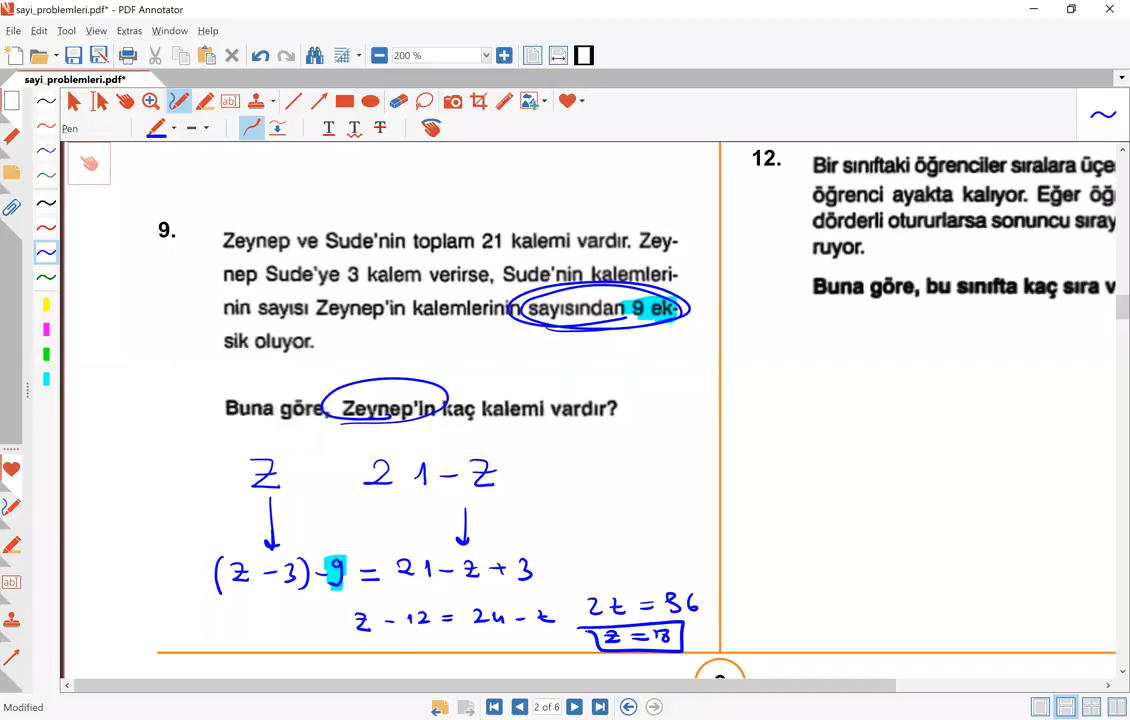 sayi_problemleri.pdf* - PDF Annotator
File Edit Tool View Extras Window Help
200 %
sayi_problemleri.pdf*
Pen
9.
Zeynep ve Sude'nin toplam 21 kalemi vardır. Zey-
nep Sude'ye 3 kalem verirse, Sude'nin kalemleri-
nin sayısı Zeynep'in kalemlerinin sayısından 9 ek-
sik oluyor.
Buna göre, Zeynep'in kaç kalemi vardır?
Z 21-Z
(z-3)-9 = 21-z+3
z-12 = 24-z
2z=36
z=18
12.
Bir sınıftaki öğrenciler sıralara üçe
öğrenci ayakta kalıyor. Eğer öğ
dörderli otururlarsa sonuncu sıray
ruyor.
Buna göre, bu sınıfta kaç sıra v
Modified
2 of 6